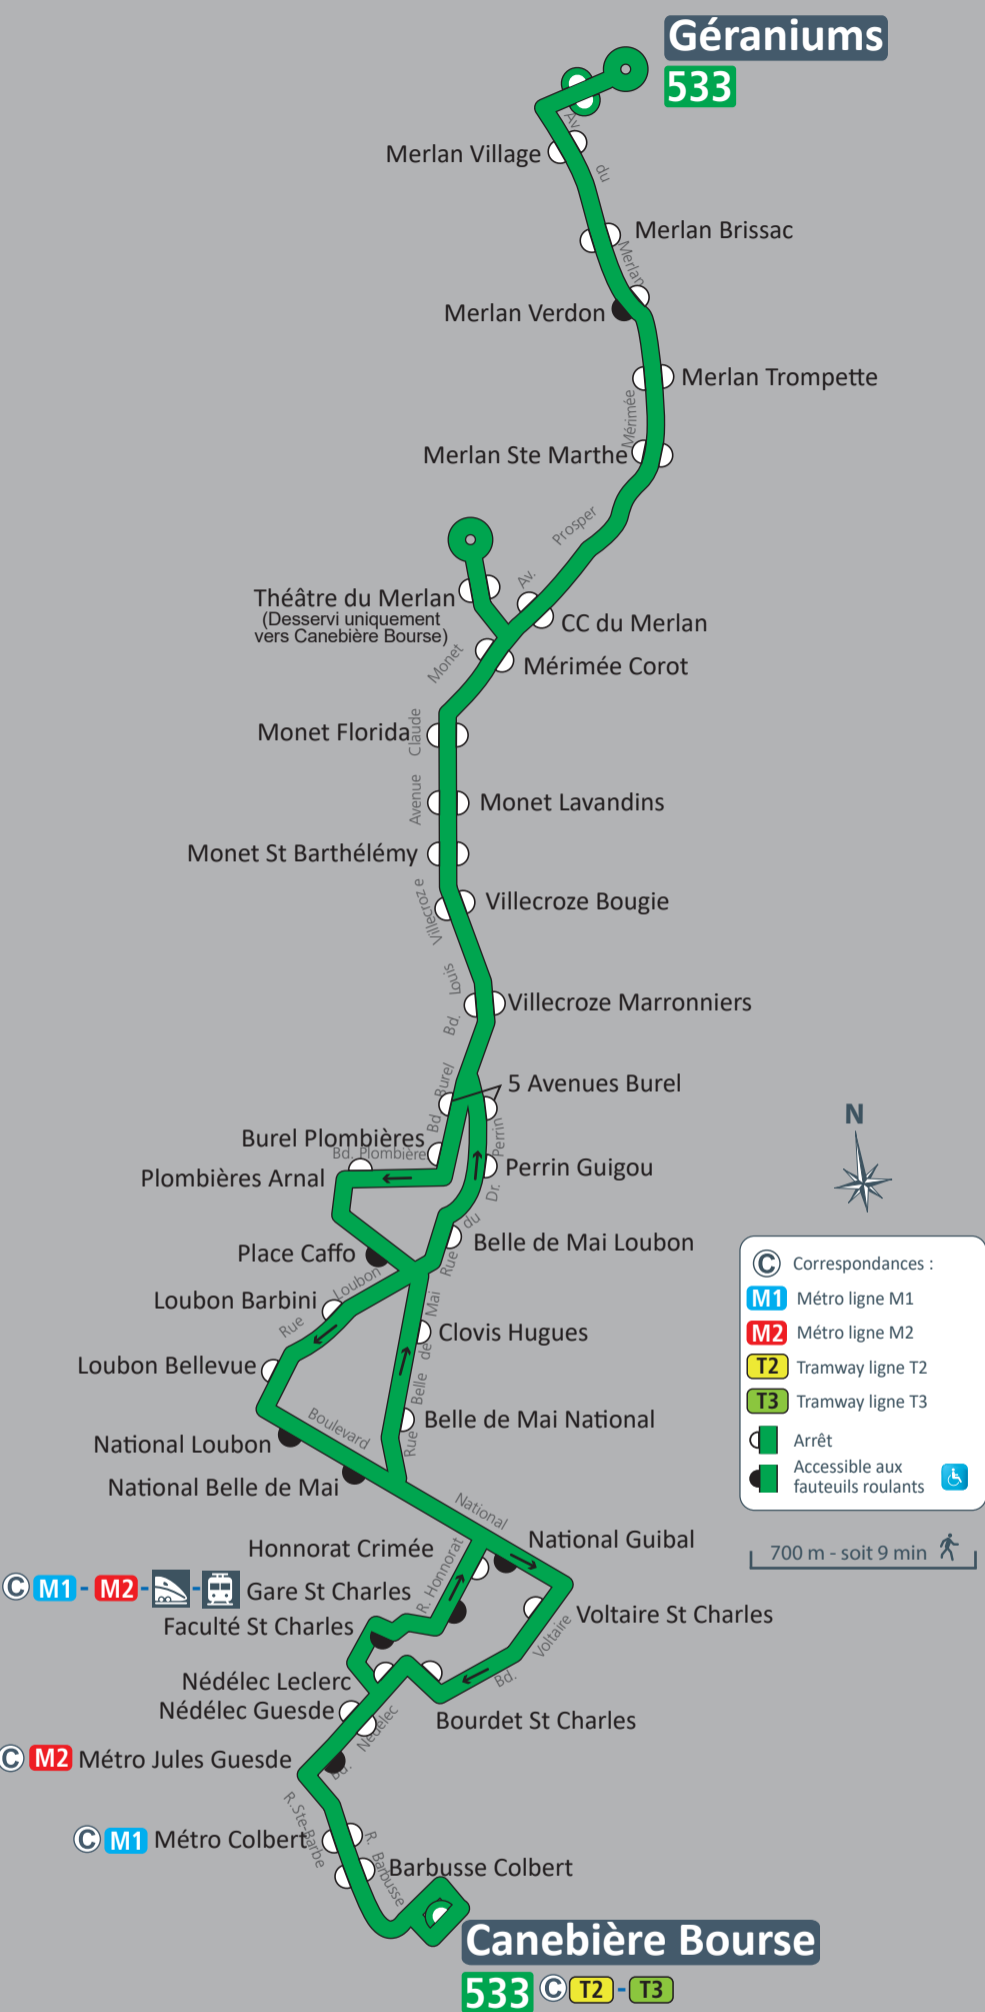 Géraniums
533
Av.
du
Merlan
Merlan Village
Merlan Brissac
Merlan Verdon
Merlan Trompette
Mérimée
Merlan Ste Marthe
Prosper
Av.
Théâtre du Merlan
(Desservi uniquement
vers Canebière Bourse)
CC du Merlan
Mérimée Corot
Monet
Claude
Avenue
Monet Florida
Monet Lavandins
Monet St Barthélémy
Villecroze Bougie
Villecroze
louis
Bd.
Villecroze Marronniers
5 Avenues Burel
Bd. Burel
Burel Plombières
Bd. Plombière
Plombières Arnal
Perrin Guigou
Rue du Dr. Perrin
N
Place Caffo
Belle de Mai Loubon
Loubon Barbini
Rue Loubon
Clovis Hugues
Loubon Bellevue
Rue Belle de Mai
Belle de Mai National
National Loubon
Boulevard
National
National Belle de Mai
C Correspondances :
M1 Métro ligne M1
M2 Métro ligne M2
T2 Tramway ligne T2
T3 Tramway ligne T3
Arrêt
Accessible aux
fauteuils roulants
700 m - soit 9 min
Honnorat Crimée
National Guibal
R. Honnorat
C M1 - M2 - - Gare St Charles
Faculté St Charles
Voltaire St Charles
Bd. Voltaire
Nédélec Leclerc
Nédélec Guesde
Bourdet St Charles
Bd. Nédélec
C M2 Métro Jules Guesde
R.Ste-Barbe
C M1 Métro Colbert
R. Barbusse
Barbusse Colbert
Canebière Bourse
533 C T2 - T3